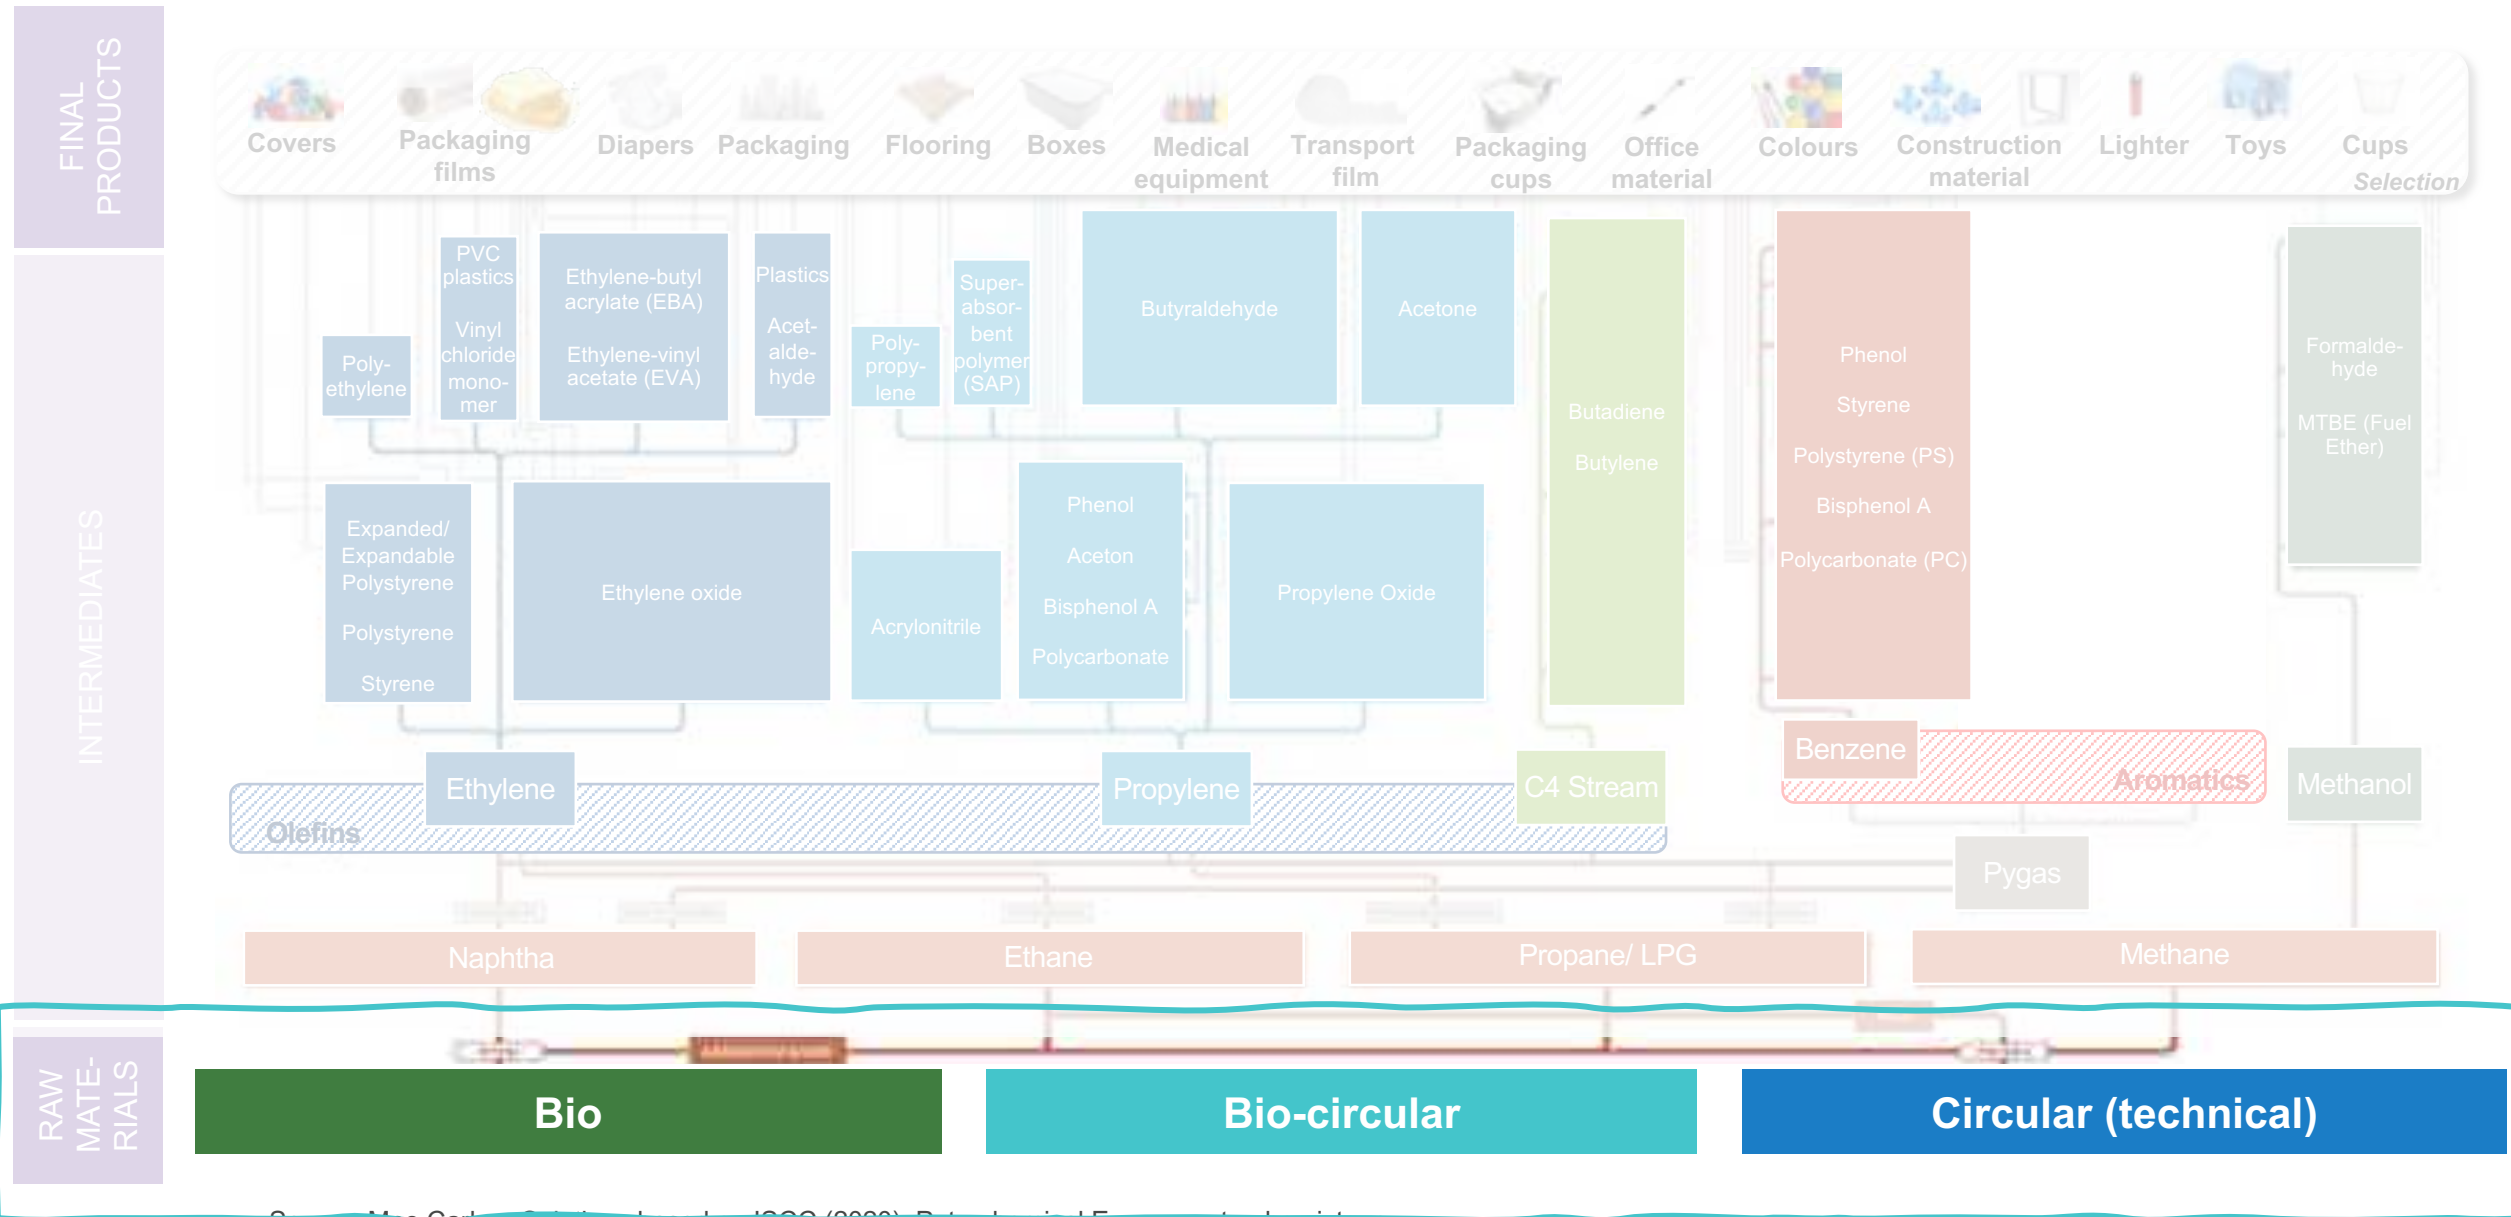 FINAL
PRODUCTS
Covers
Packaging
films
Diapers
Packaging
Flooring
Boxes
Medical
equipment
Transport
film
Packaging
cups
Office
material
Colours
Construction
material
Lighter
Toys
Cups
Selection
INTERMEDIATES
Poly-
ethylene
PVC
plastics
Vinyl
chloride
mono-
mer
Ethylene-butyl
acrylate (EBA)
Ethylene-vinyl
acetate (EVA)
Plastics
Acet-
alde-
hyde
Poly-
propy-
lene
Super-
absor-
bent
polymer
(SAP)
Butyraldehyde
Acetone
Butadiene
Butylene
Phenol
Styrene
Polystyrene (PS)
Bisphenol A
Polycarbonate (PC)
Formalde-
hyde
MTBE (Fuel
Ether)
Expanded/
Expandable
Polystyrene
Polystyrene
Styrene
Ethylene oxide
Acrylonitrile
Phenol
Aceton
Bisphenol A
Polycarbonate
Propylene Oxide
Ethylene
Propylene
C4 Stream
Olefins
Benzene
Aromatics
Methanol
Pygas
Naphtha
Ethane
Propane/ LPG
Methane
RAW
MATE-
RIALS
Bio
Bio-circular
Circular (technical)